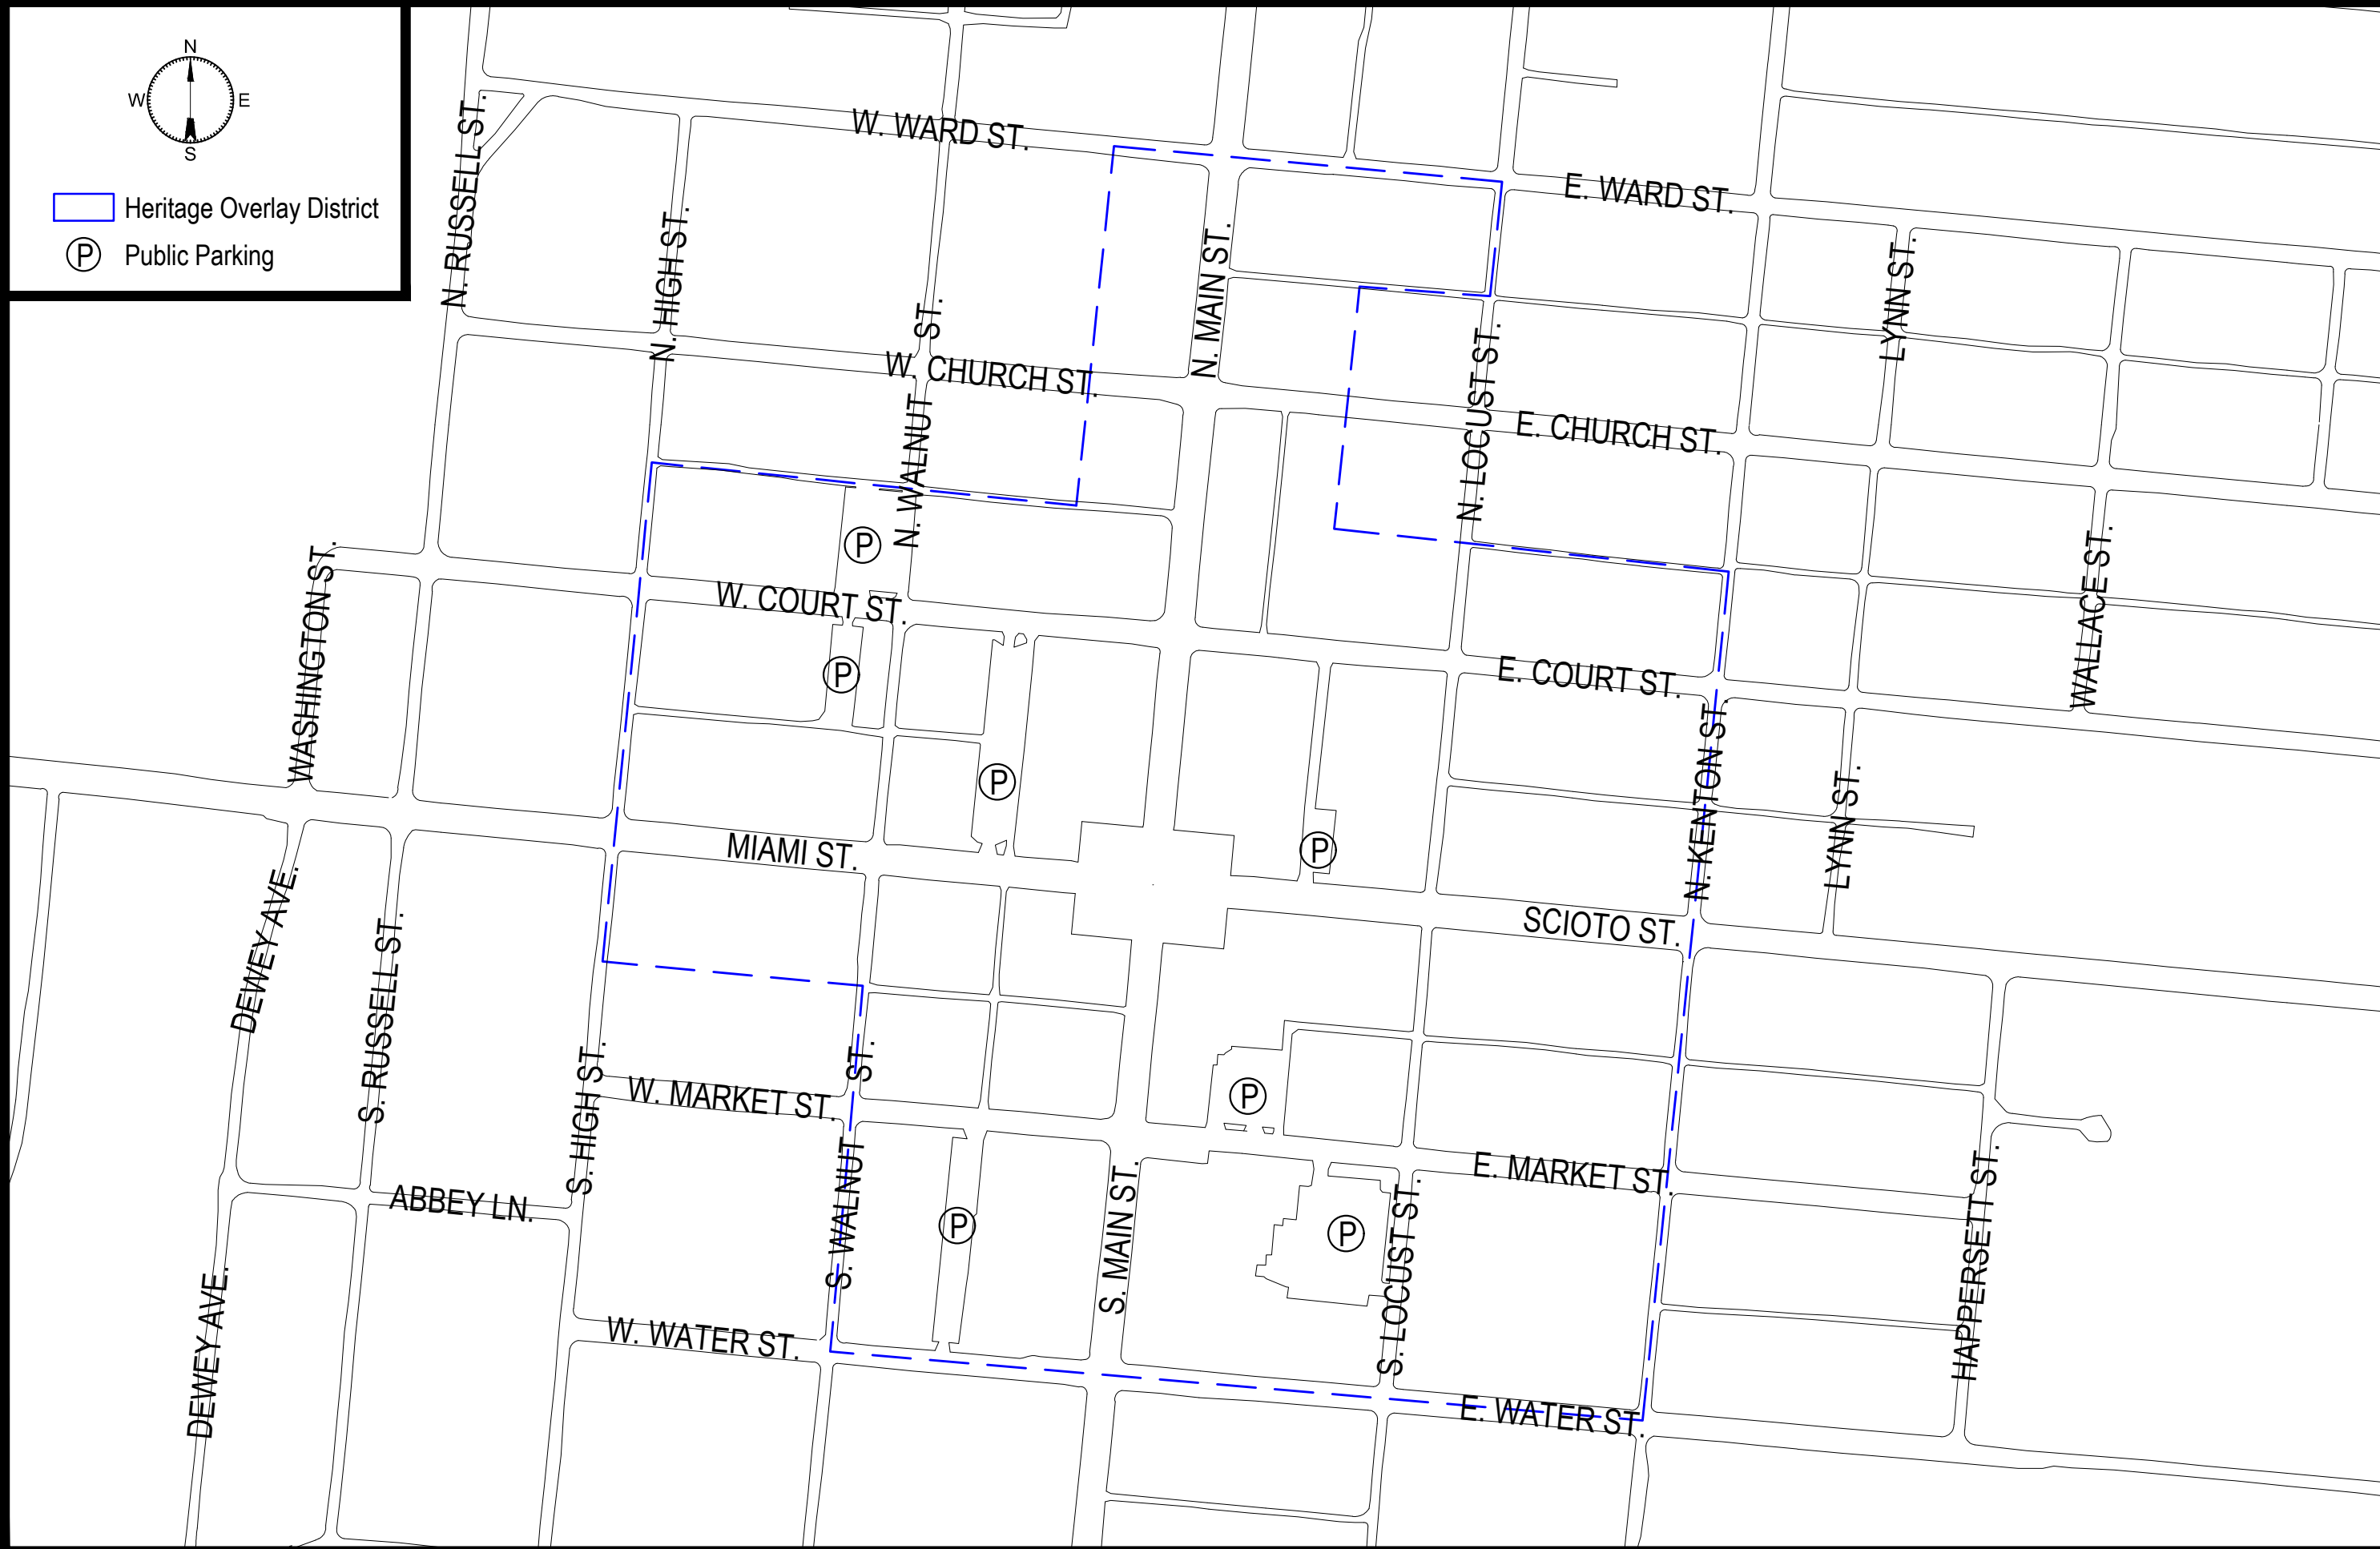 N
W
E
S
Heritage Overlay District
P
Public Parking
W. WARD ST.
E. WARD ST.
N. RUSSELL ST.
N. HIGH ST.
N. WALNUT ST.
N. MAIN ST.
LYNN ST.
W. CHURCH ST.
E. CHURCH ST.
N. LOCUST ST.
WASHINGTON ST.
P
W. COURT ST.
WALLACE ST.
P
E. COURT ST.
P
N. KENTON ST.
LYNN ST.
MIAMI ST.
P
SCIOTO ST.
DEWEY AVE.
S. RUSSELL ST.
S. HIGH ST.
W. MARKET ST.
P
S. WALNUT ST.
E. MARKET ST.
ABBEY LN.
P
S. MAIN ST.
P
S. LOCUST ST.
HAPPERSETT ST.
DEWEY AVE.
W. WATER ST.
E. WATER ST.